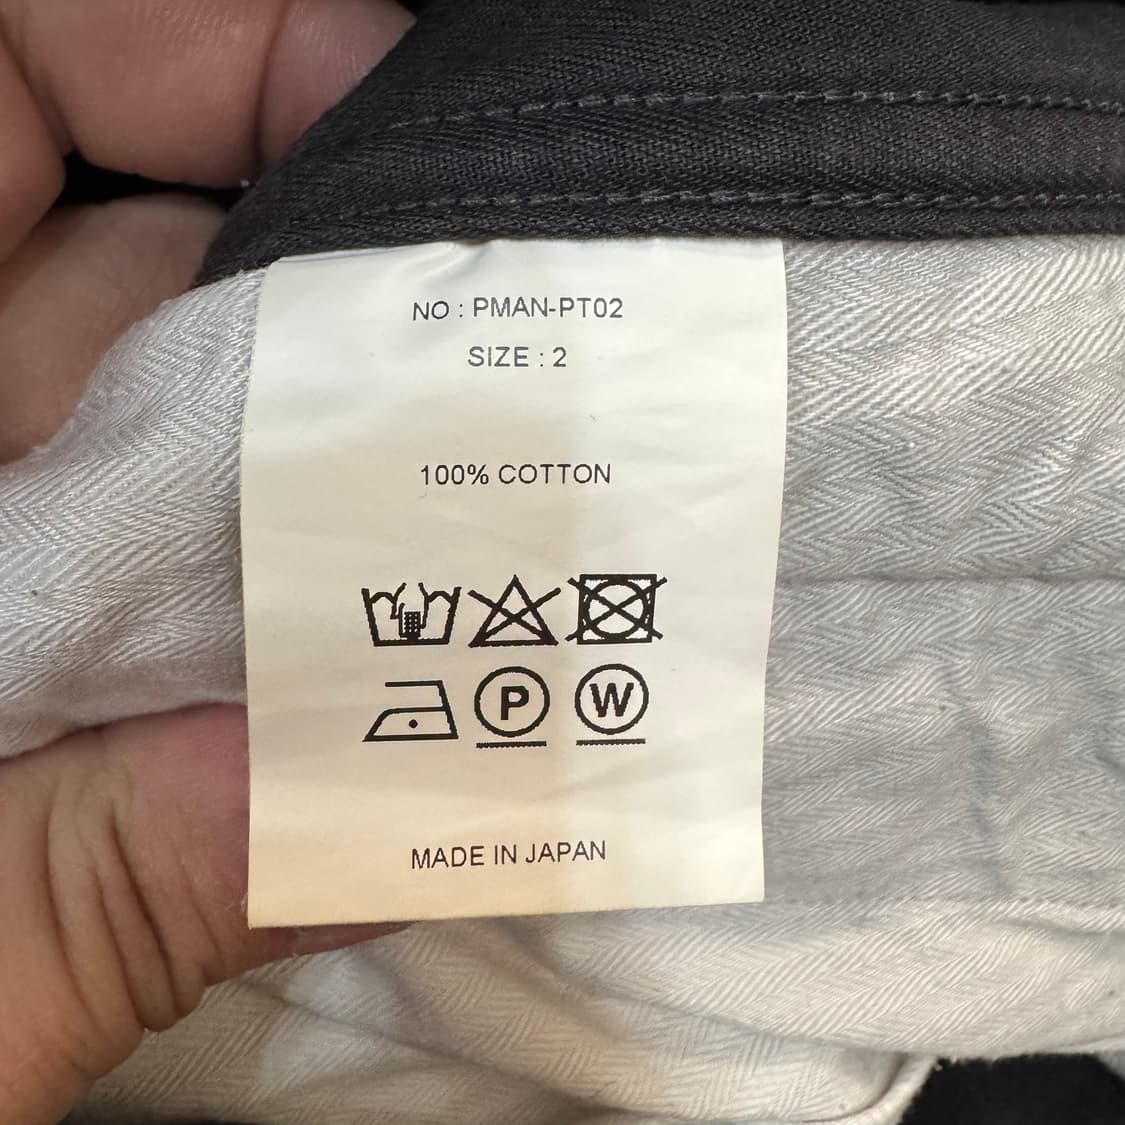 NO : PMAN-PT02
SIZE : 2
100% COTTON
P W
MADE IN JAPAN